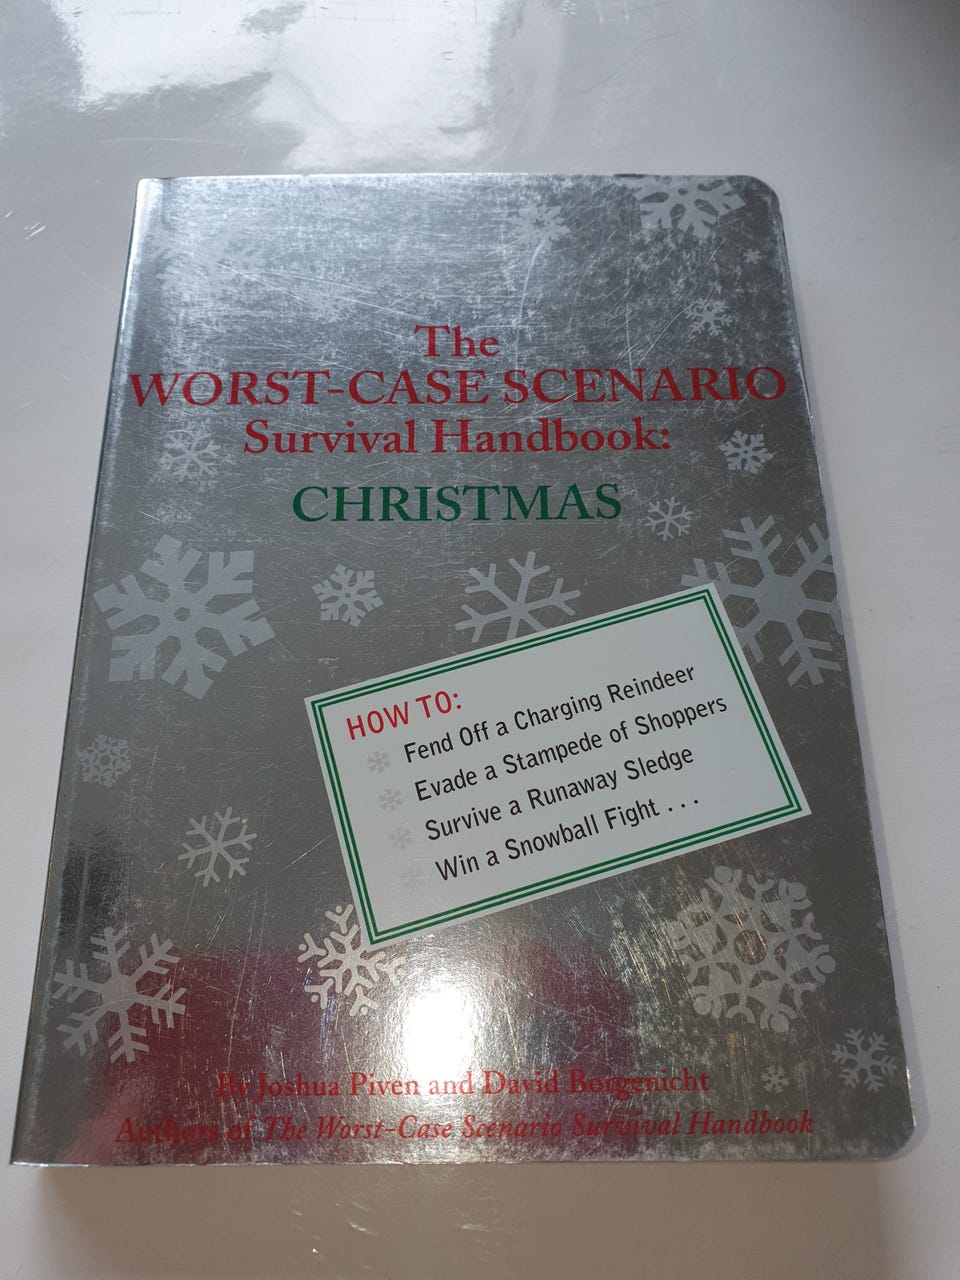 The
WORST-CASE SCENARIO
Survival Handbook:
CHRISTMAS
HOW TO:
Fend Off a Charging Reindeer
Evade a Stampede of Shoppers
Survive a Runaway Sledge
Win a Snowball Fight . . .
By Joshua Piven and David Borgenicht
Authors of The Worst-Case Scenario Survival Handbook